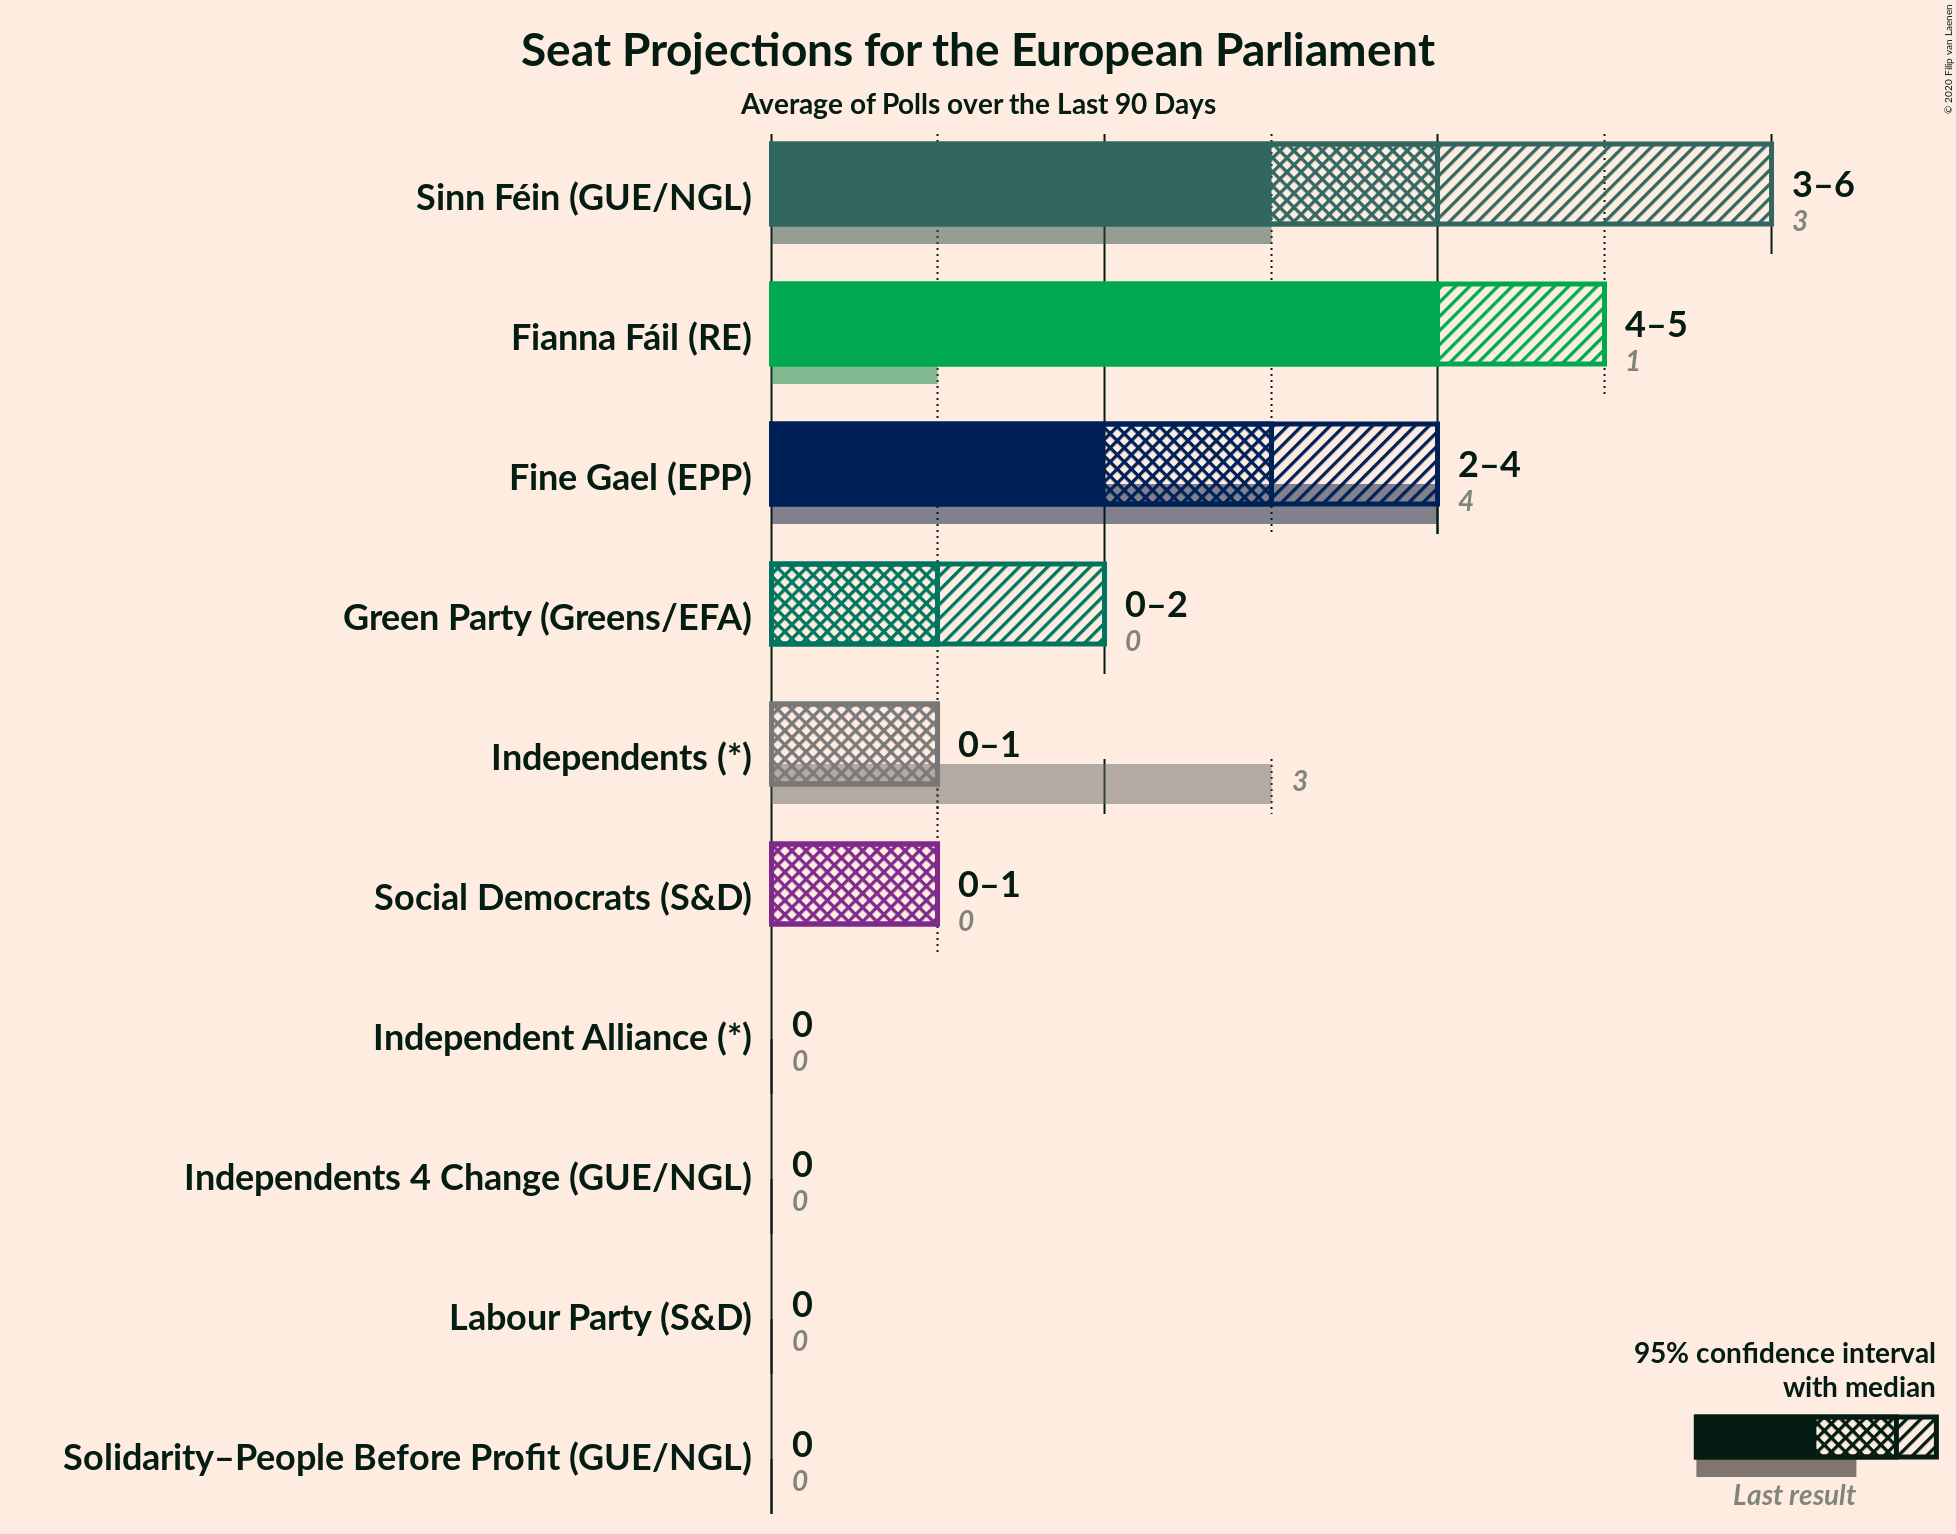 Seat Projections for the European Parliament
Average of Polls over the Last 90 Days
© 2020 Filip van Laenen
Sinn Féin (GUE/NGL)
3–6
3
Fianna Fáil (RE)
4–5
1
Fine Gael (EPP)
2–4
4
Green Party (Greens/EFA)
0–2
0
Independents (*)
0–1
3
Social Democrats (S&D)
0–1
0
Independent Alliance (*)
0
0
Independents 4 Change (GUE/NGL)
0
0
Labour Party (S&D)
0
0
Solidarity–People Before Profit (GUE/NGL)
0
0
95% confidence interval
with median
Last result